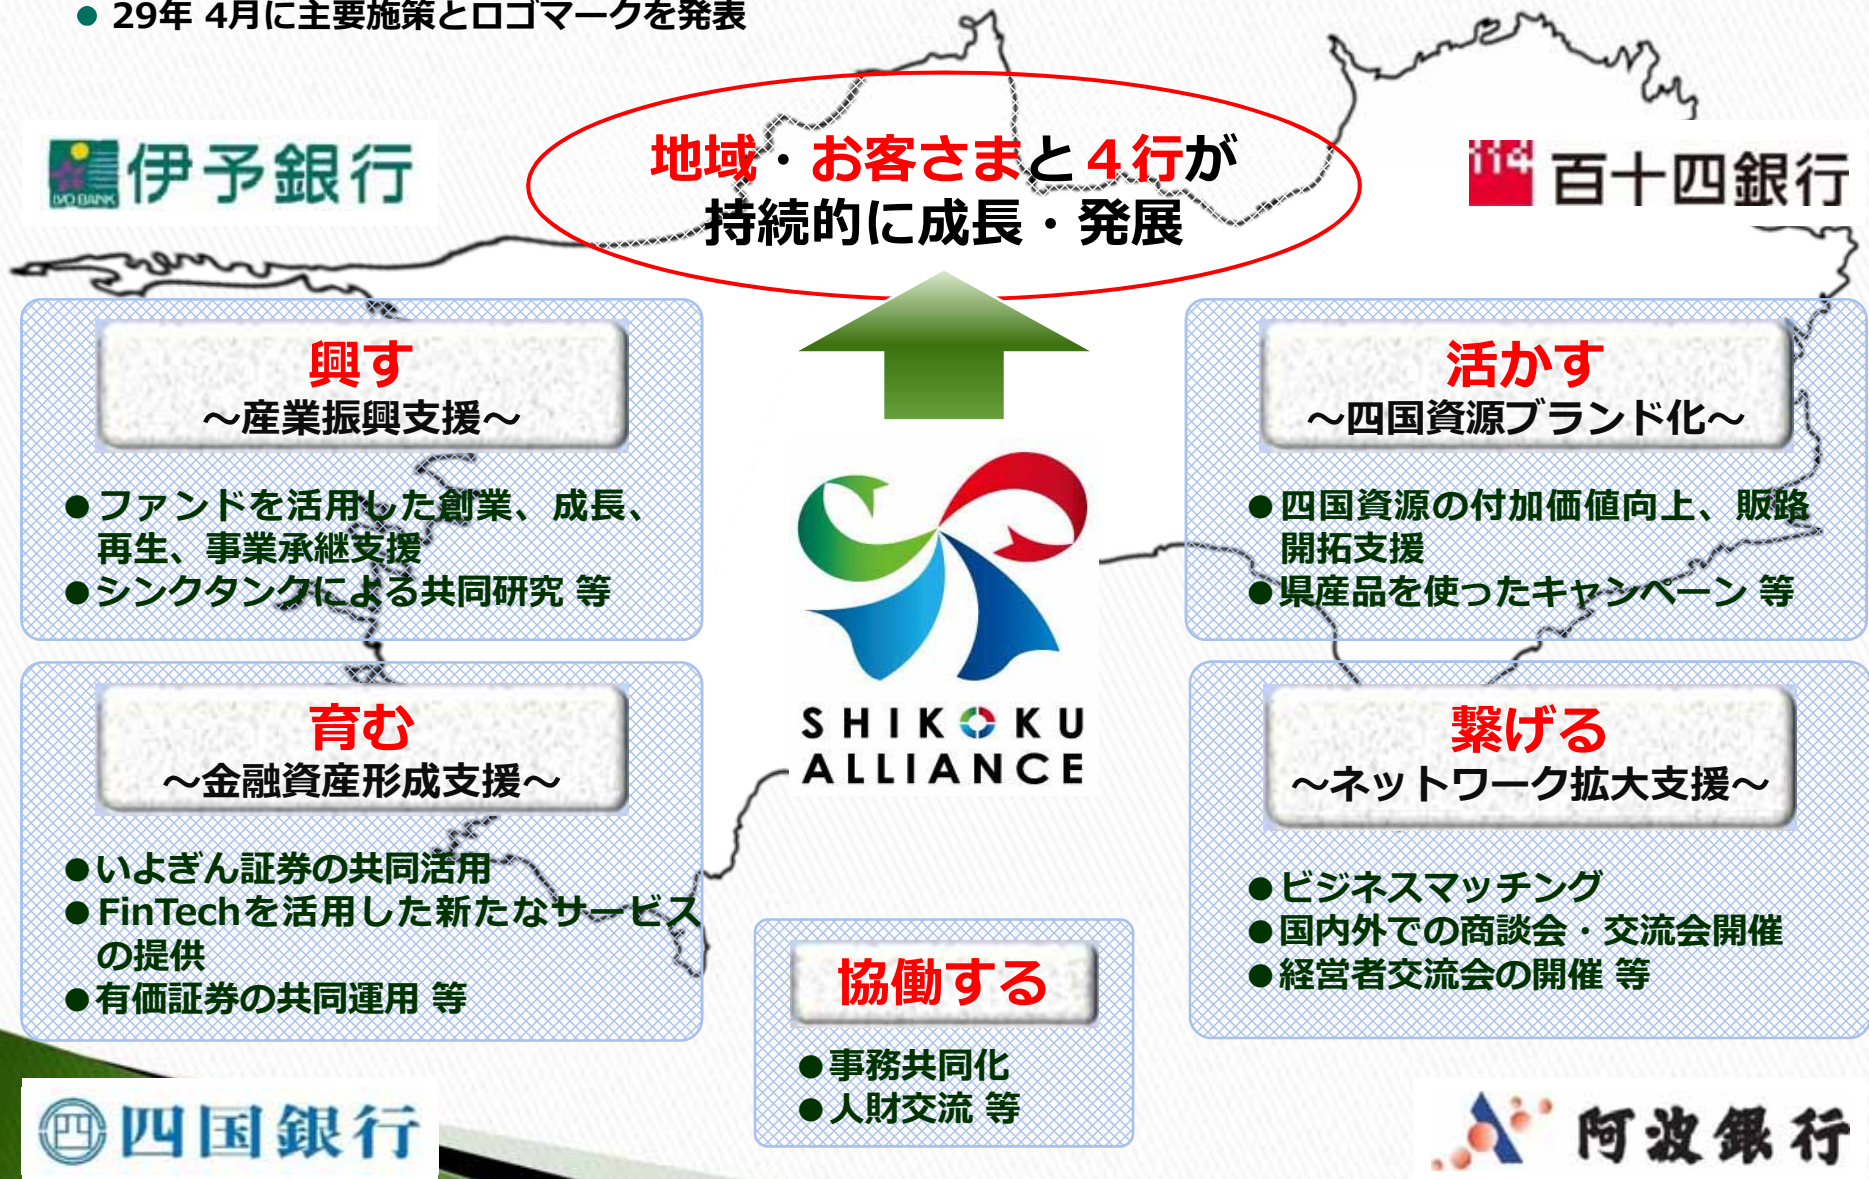 ● 29年 4月に主要施策とロゴマークを発表
地域・お客さまと４行が
持続的に成長・発展
IYO BANK
伊予銀行
114
百十四銀行
興す
～産業振興支援～
●ファンドを活用した創業、成長、
再生、事業承継支援
●シンクタンクによる共同研究 等
活かす
～四国資源ブランド化～
●四国資源の付加価値向上、販路
開拓支援
●県産品を使ったキャンペーン 等
SHIKOKU
ALLIANCE
育む
～金融資産形成支援～
●いよぎん証券の共同活用
●FinTechを活用した新たなサービス
の提供
●有価証券の共同運用 等
繋げる
～ネットワーク拡大支援～
●ビジネスマッチング
●国内外での商談会・交流会開催
●経営者交流会の開催 等
協働する
●事務共同化
●人財交流 等
四国銀行
阿波銀行